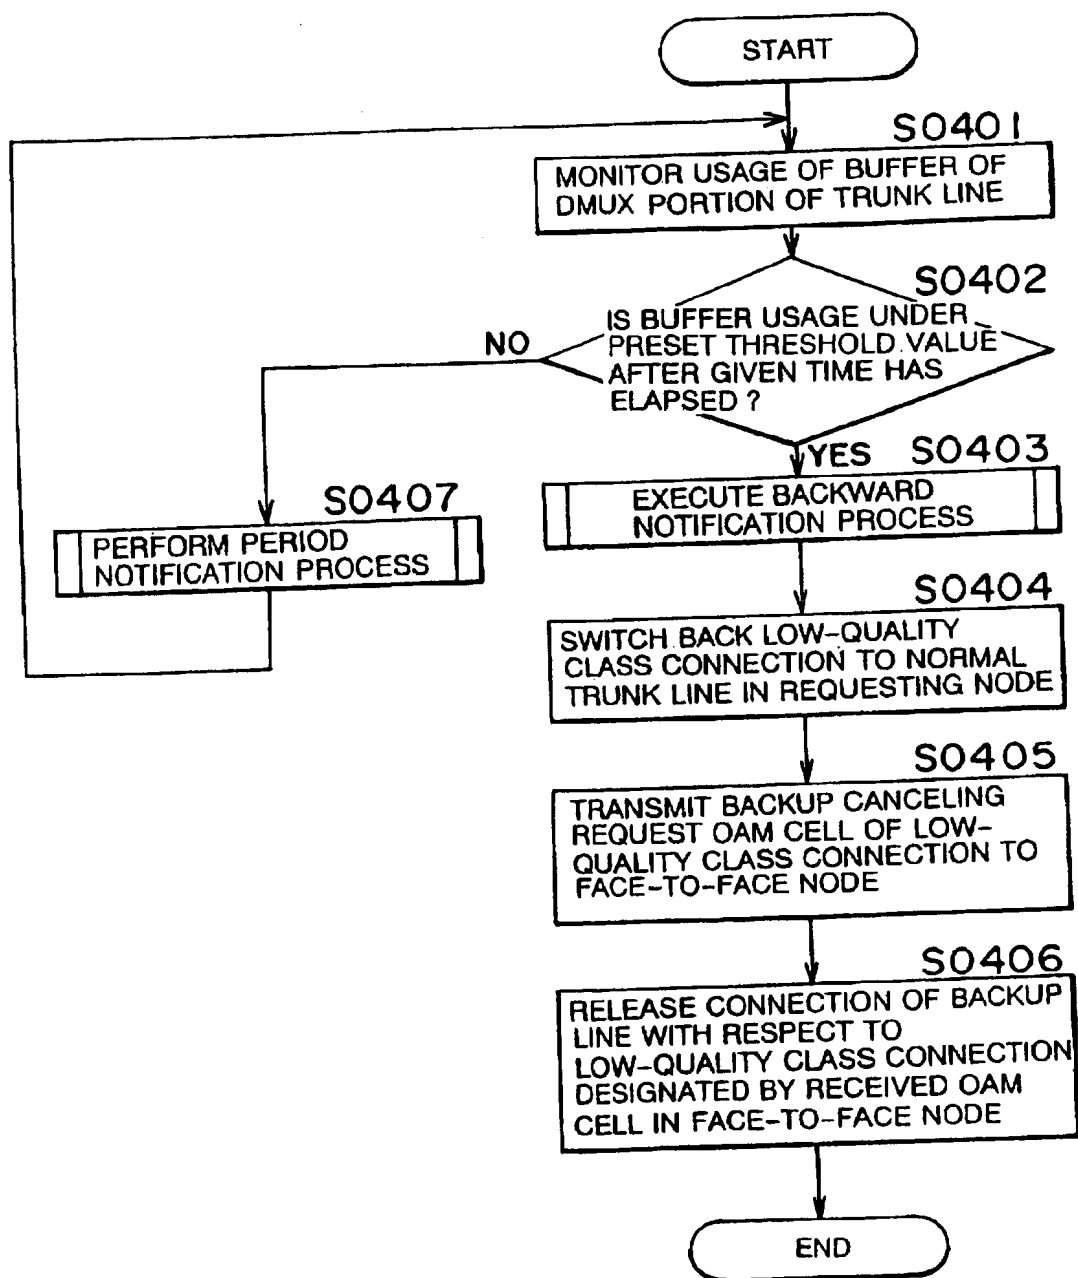 START
S0401
MONITOR USAGE OF BUFFER OF
DMUX PORTION OF TRUNK LINE
S0402
IS BUFFER USAGE UNDER
PRESET THRESHOLD VALUE
AFTER GIVEN TIME HAS
ELAPSED ?
NO
YES
S0403
EXECUTE BACKWARD
NOTIFICATION PROCESS
S0407
PERFORM PERIOD
NOTIFICATION PROCESS
S0404
SWITCH BACK LOW-QUALITY
CLASS CONNECTION TO NORMAL
TRUNK LINE IN REQUESTING NODE
S0405
TRANSMIT BACKUP CANCELING
REQUEST OAM CELL OF LOW-
QUALITY CLASS CONNECTION TO
FACE-TO-FACE NODE
S0406
RELEASE CONNECTION OF BACKUP
LINE WITH RESPECT TO
LOW-QUALITY CLASS CONNECTION
DESIGNATED BY RECEIVED OAM
CELL IN FACE-TO-FACE NODE
END